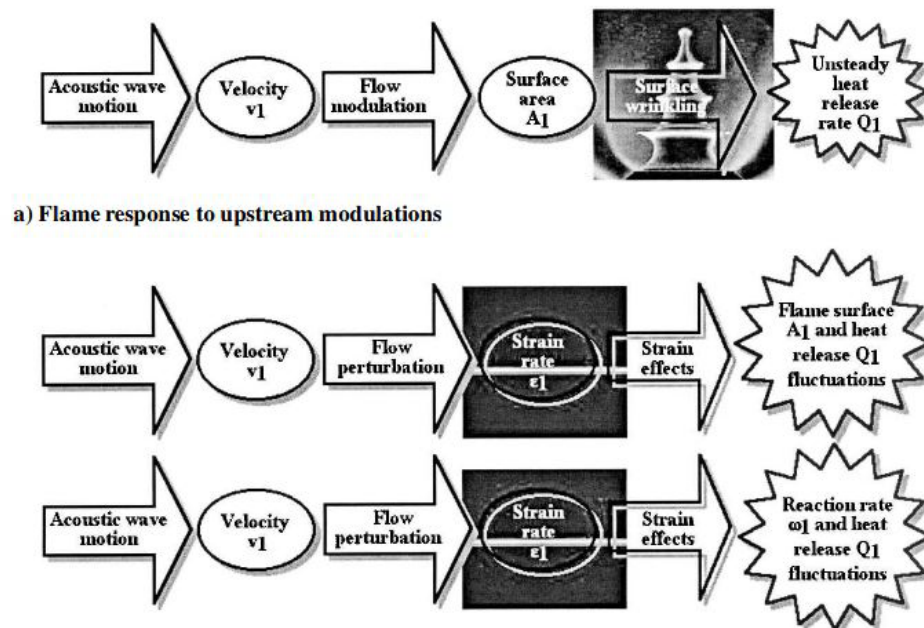 Acoustic wave
motion
Velocity
v1
Flow
modulation
Surface
area
A1
Surface
wrinkling
Unsteady
heat
release
rate Q1
a) Flame response to upstream modulations
Acoustic wave
motion
Velocity
v1
Flow
perturbation
Strain
rate
ε1
Strain
effects
Flame surface
A1 and heat
release Q1
fluctuations
Acoustic wave
motion
Velocity
v1
Flow
perturbation
Strain
rate
ε1
Strain
effects
Reaction rate
ω1 and heat
release Q1
fluctuations